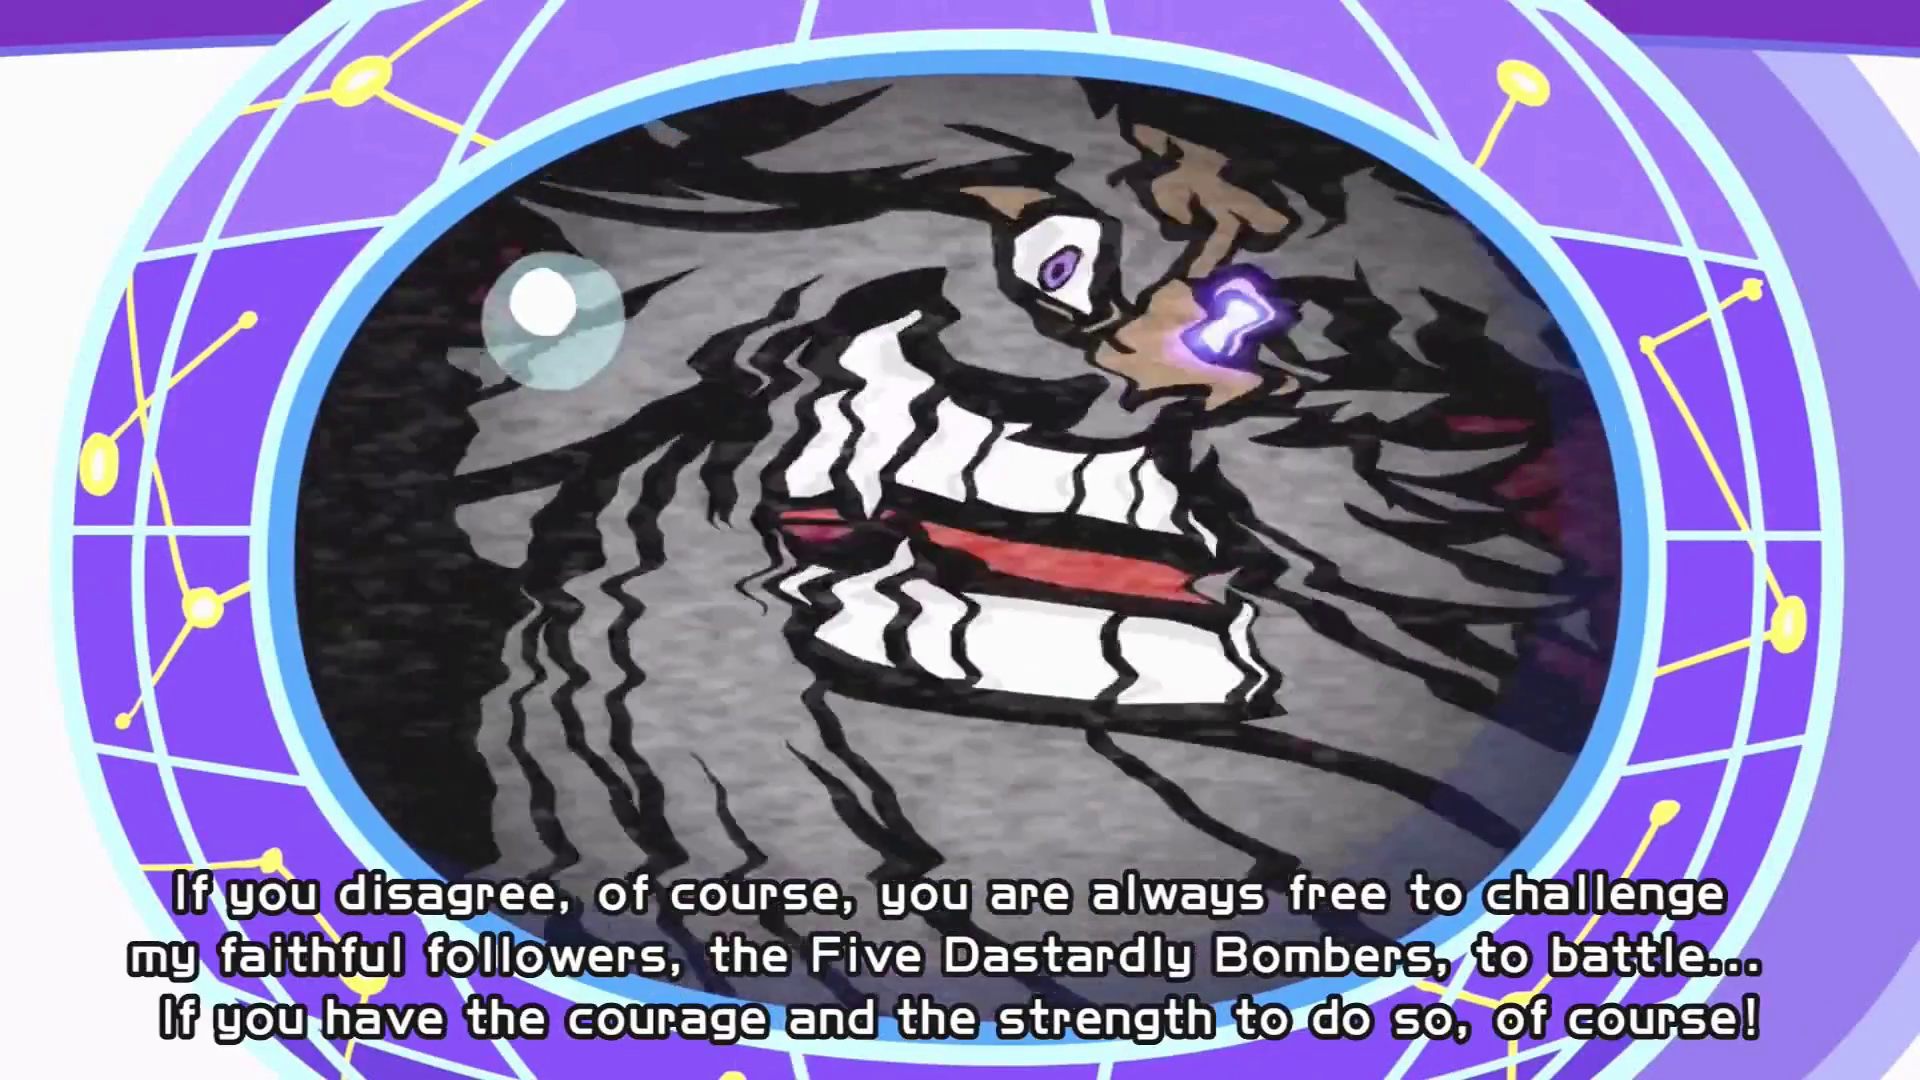 If you disagree, of course, you are always free to challenge
my faithful followers, the Five Dastardly Bombers, to battle...
If you have the courage and the strength to do so, of course!